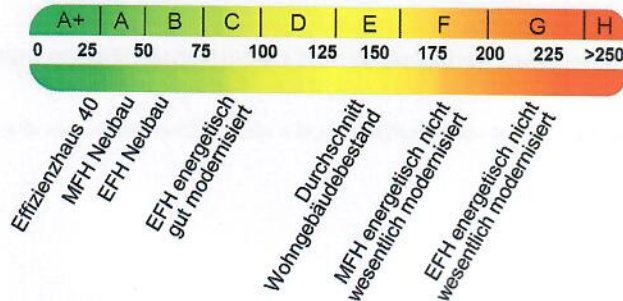 A+ A B C D E F G H
0 25 50 75 100 125 150 175 200 225 >250
Effizienzhaus 40
MFH Neubau
EFH Neubau
EFH energetisch
gut modernisiert
Durchschnitt
Wohngebäudebestand
MFH energetisch nicht
wesentlich modernisiert
EFH energetisch nicht
wesentlich modernisiert